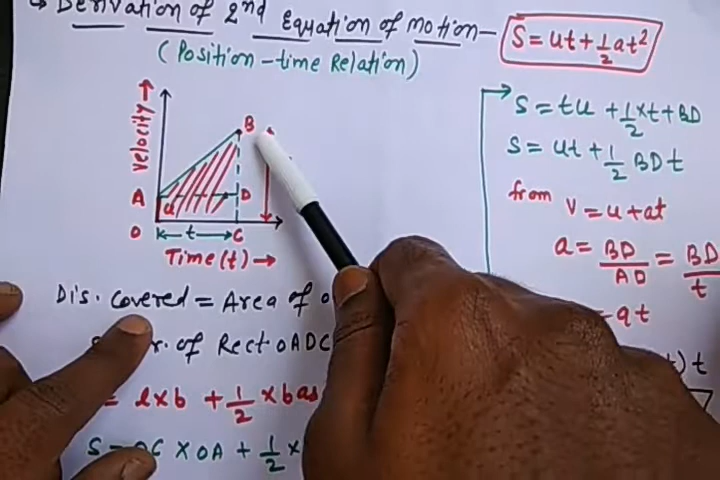 Derivation of 2nd Equation of motion- S = ut + 1/2 at²
(Position-time Relation)
Velocity →
A
B
D
u
O
t
C
Time(t) →
Dis. Covered = Area of
of Rect OADC
= l×b + 1/2 ×bas
S = OC × OA + 1/2 ×
S = tu + 1/2 × t + BD
S = ut + 1/2 BDt
from
v = u + at
a = BD/AD = BD/t
= at
) t